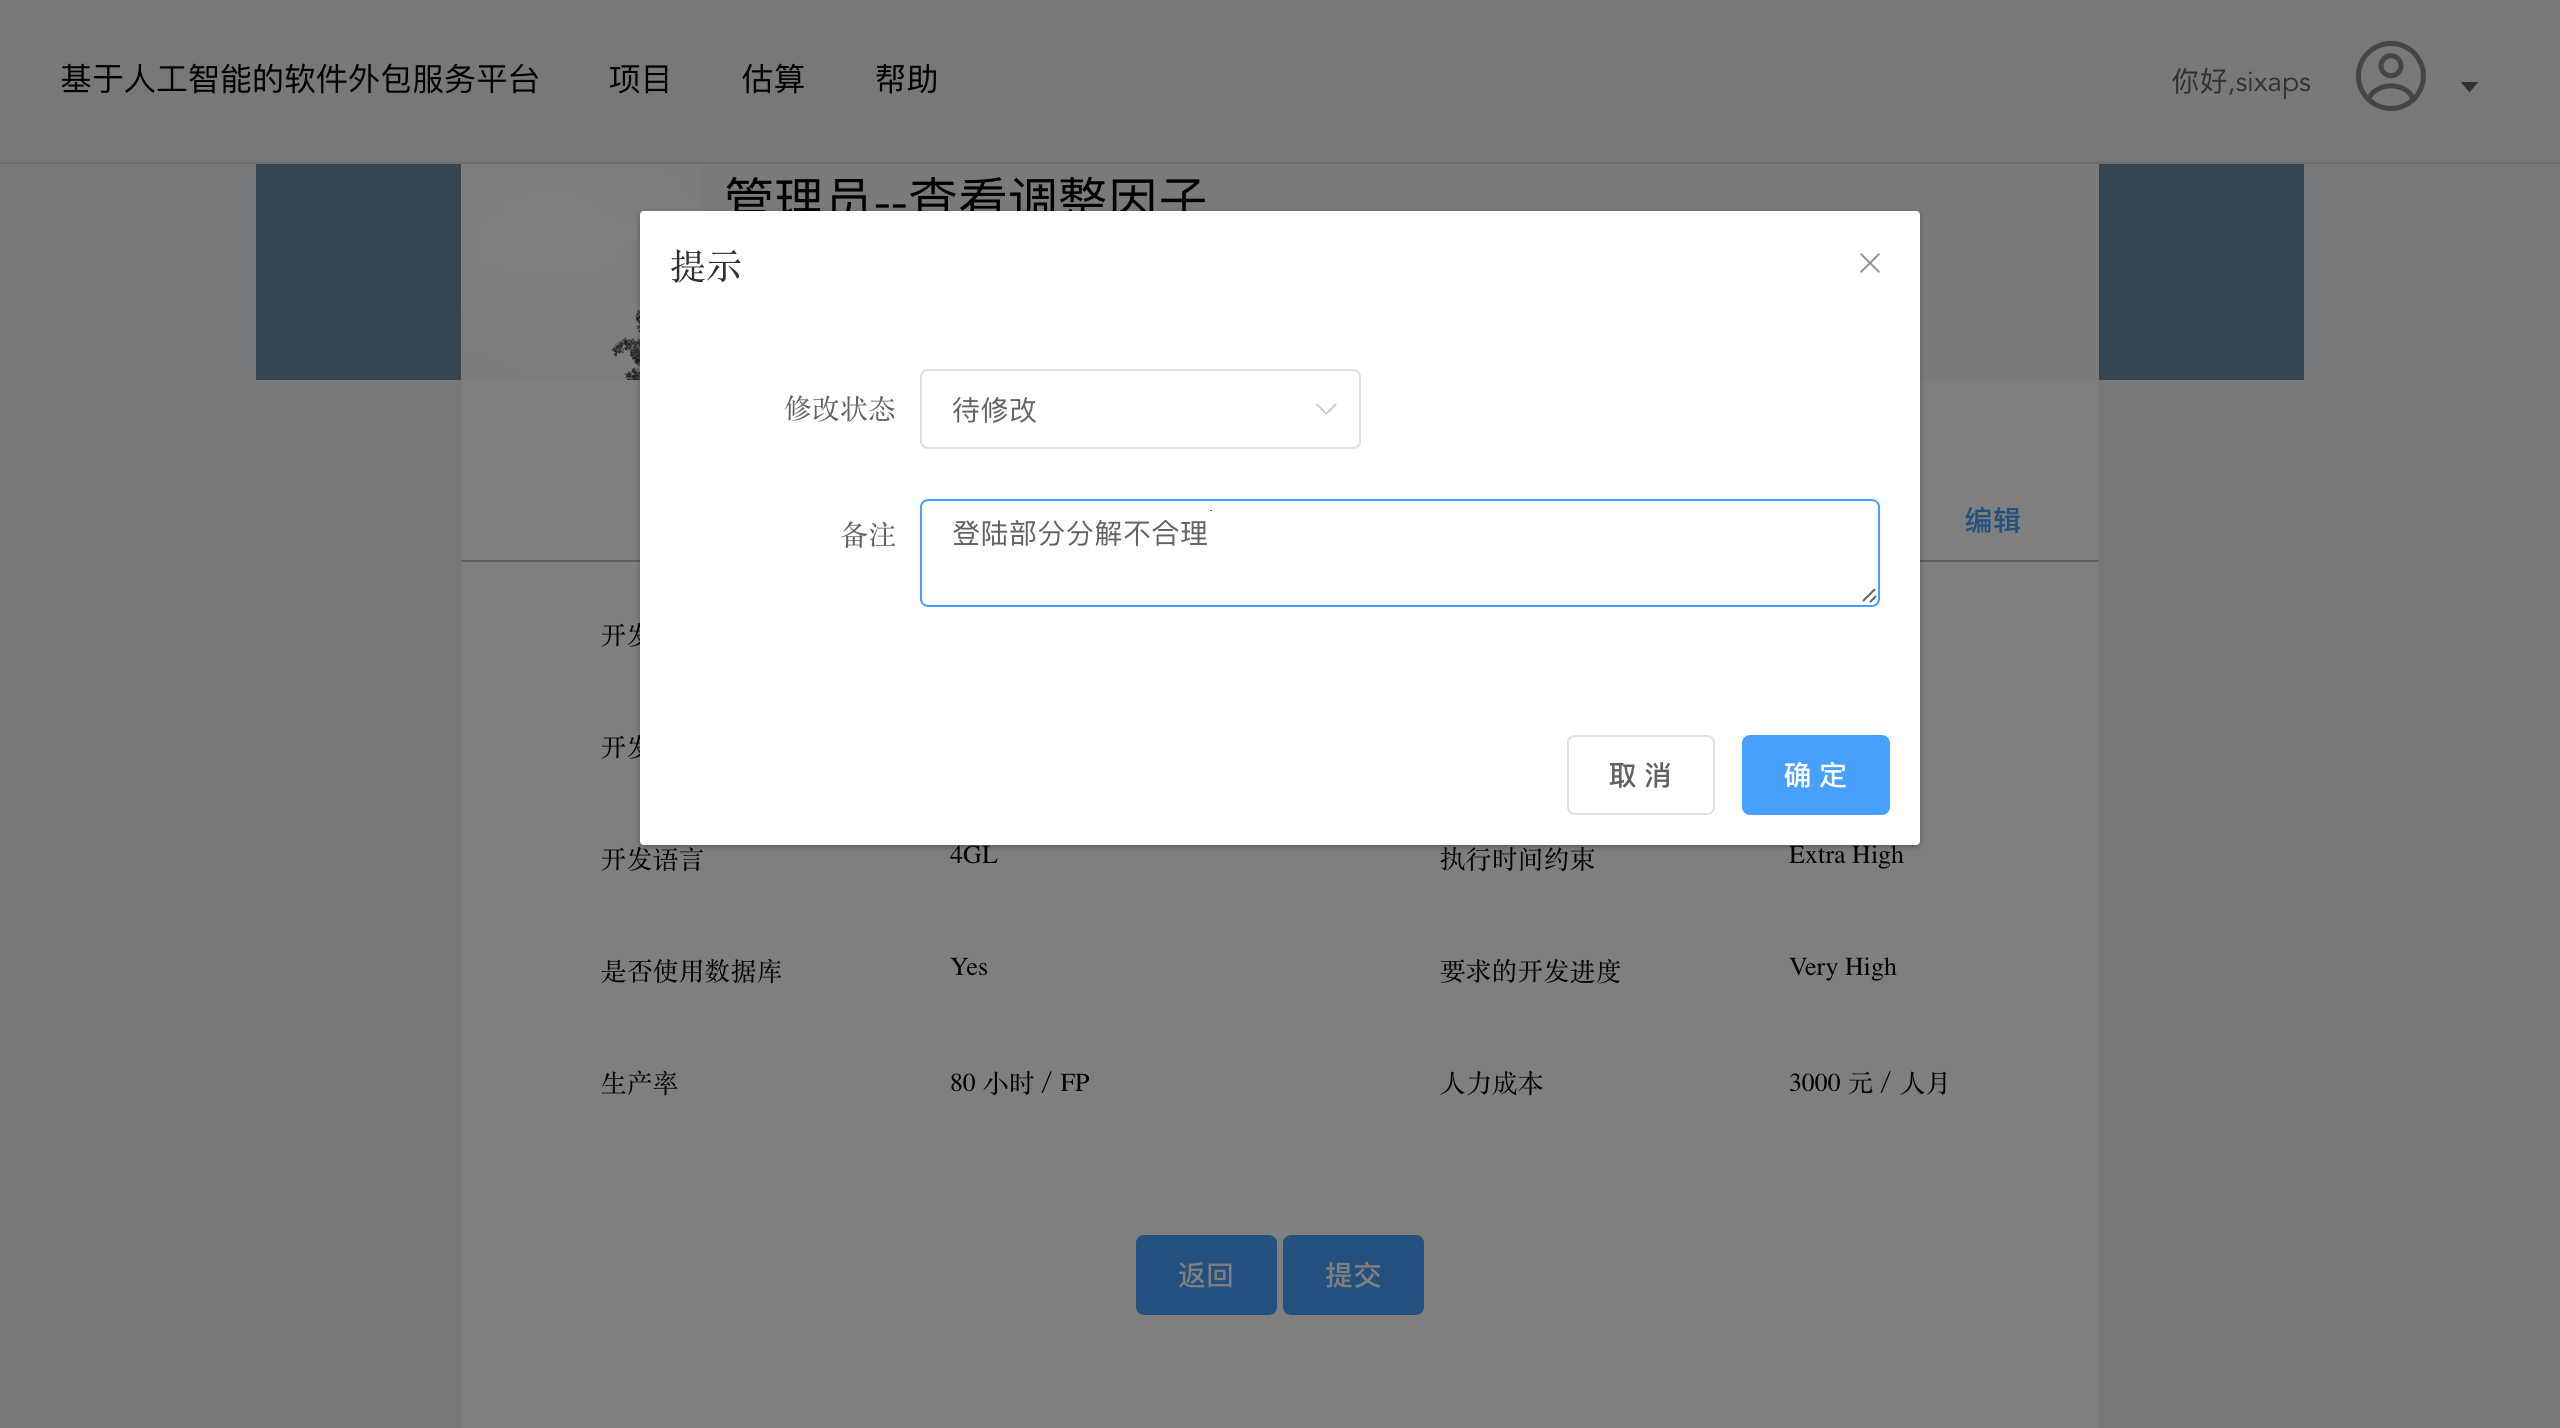 基于人工智能的软件外包服务平台 项目 估算 帮助 你好,sixaps
管理员--查看调整因子
提示
修改状态 待修改
备注 登陆部分分解不合理
编辑
开发
开发
取 消 确 定
开发语言 4GL 执行时间约束 Extra High
是否使用数据库 Yes 要求的开发进度 Very High
生产率 80 小时 / FP 人力成本 3000 元 / 人月
返回 提交